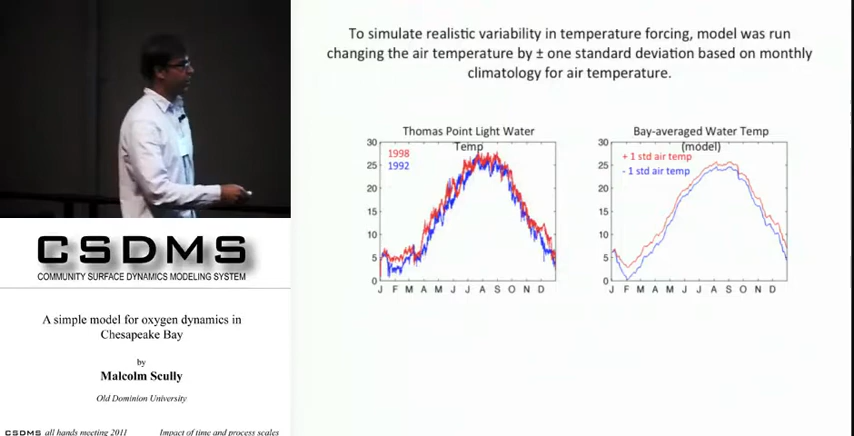 To simulate realistic variability in temperature forcing, model was run
changing the air temperature by ± one standard deviation based on monthly
climatology for air temperature.
Thomas Point Light Water
Temp
1998
1992
30
25
20
15
10
5
0
J F M A M J J A S O N D
Bay-averaged Water Temp
(model)
+ 1 std air temp
- 1 std air temp
30
25
20
15
10
5
0
J F M A M J J A S O N D
CSDMS
COMMUNITY SURFACE DYNAMICS MODELING SYSTEM
A simple model for oxygen dynamics in
Chesapeake Bay
by
Malcolm Scully
Old Dominion University
CSDMS all hands meeting 2011 Impact of time and process scales